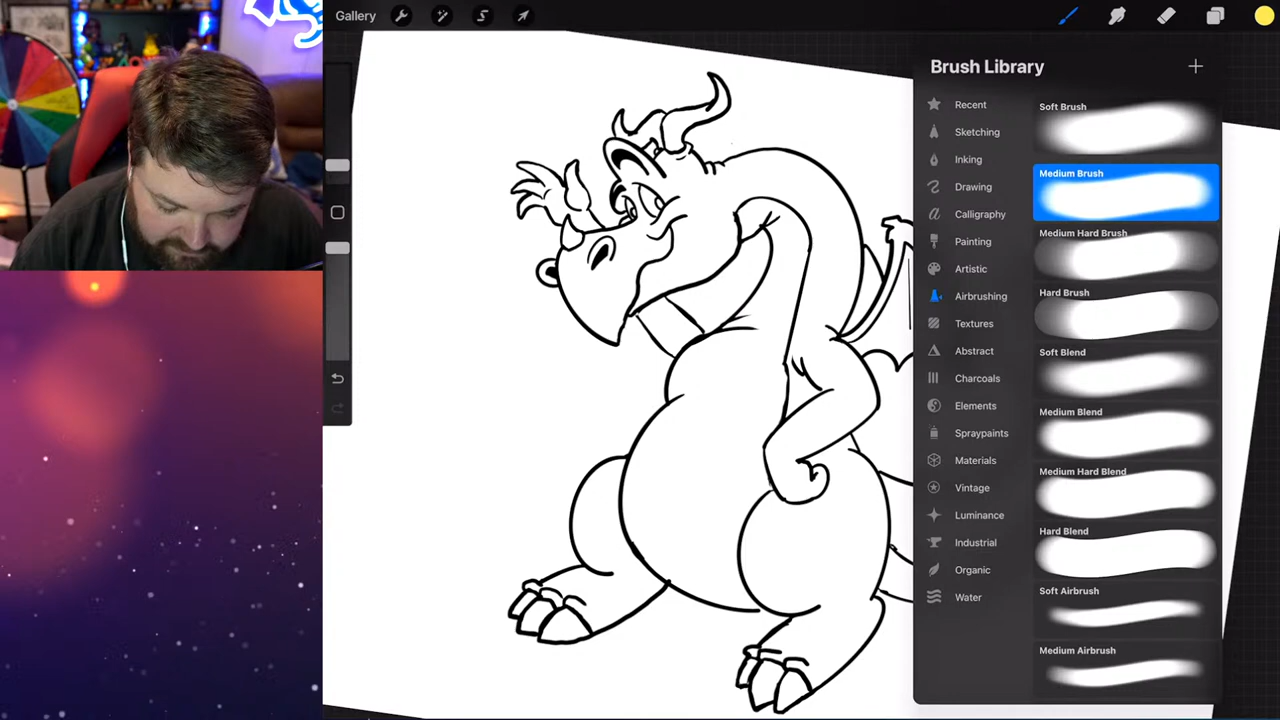 Gallery
Brush Library
Recent
Sketching
Inking
Drawing
Calligraphy
Painting
Artistic
Airbrushing
Textures
Abstract
Charcoals
Elements
Spraypaints
Materials
Vintage
Luminance
Industrial
Organic
Water
Soft Brush
Medium Brush
Medium Hard Brush
Hard Brush
Soft Blend
Medium Blend
Medium Hard Blend
Hard Blend
Soft Airbrush
Medium Airbrush